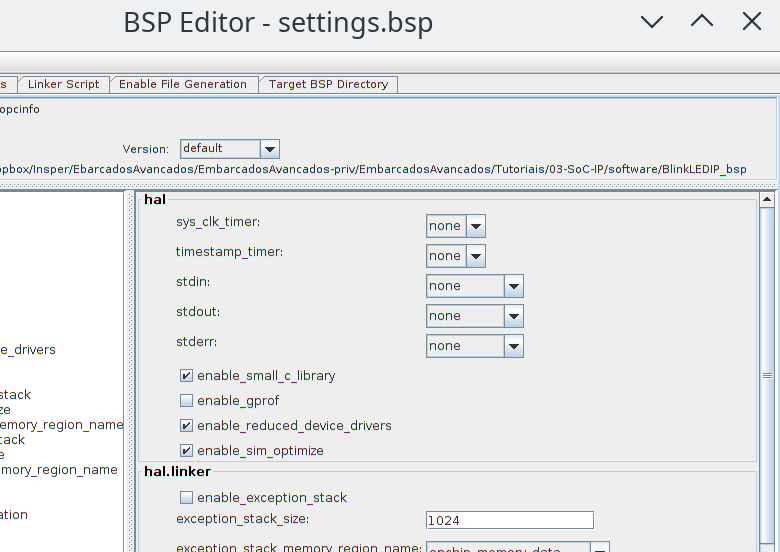 BSP Editor - settings.bsp
s Linker Script Enable File Generation Target BSP Directory
opcinfo
Version: default
opbox/Insper/EbarcadosAvancados/EmbarcadosAvancados-priv/EmbarcadosAvancados/Tutoriais/03-SoC-IP/software/BlinkLEDIP_bsp
e_drivers
stack
ze
emory_region_name
tack
e
mory_region_name
ation
hal
sys_clk_timer: none
timestamp_timer: none
stdin: none
stdout: none
stderr: none
enable_small_c_library
enable_gprof
enable_reduced_device_drivers
enable_sim_optimize
hal.linker
enable_exception_stack
exception_stack_size: 1024
exception_stack_memory_region_name: onchip_memory_data